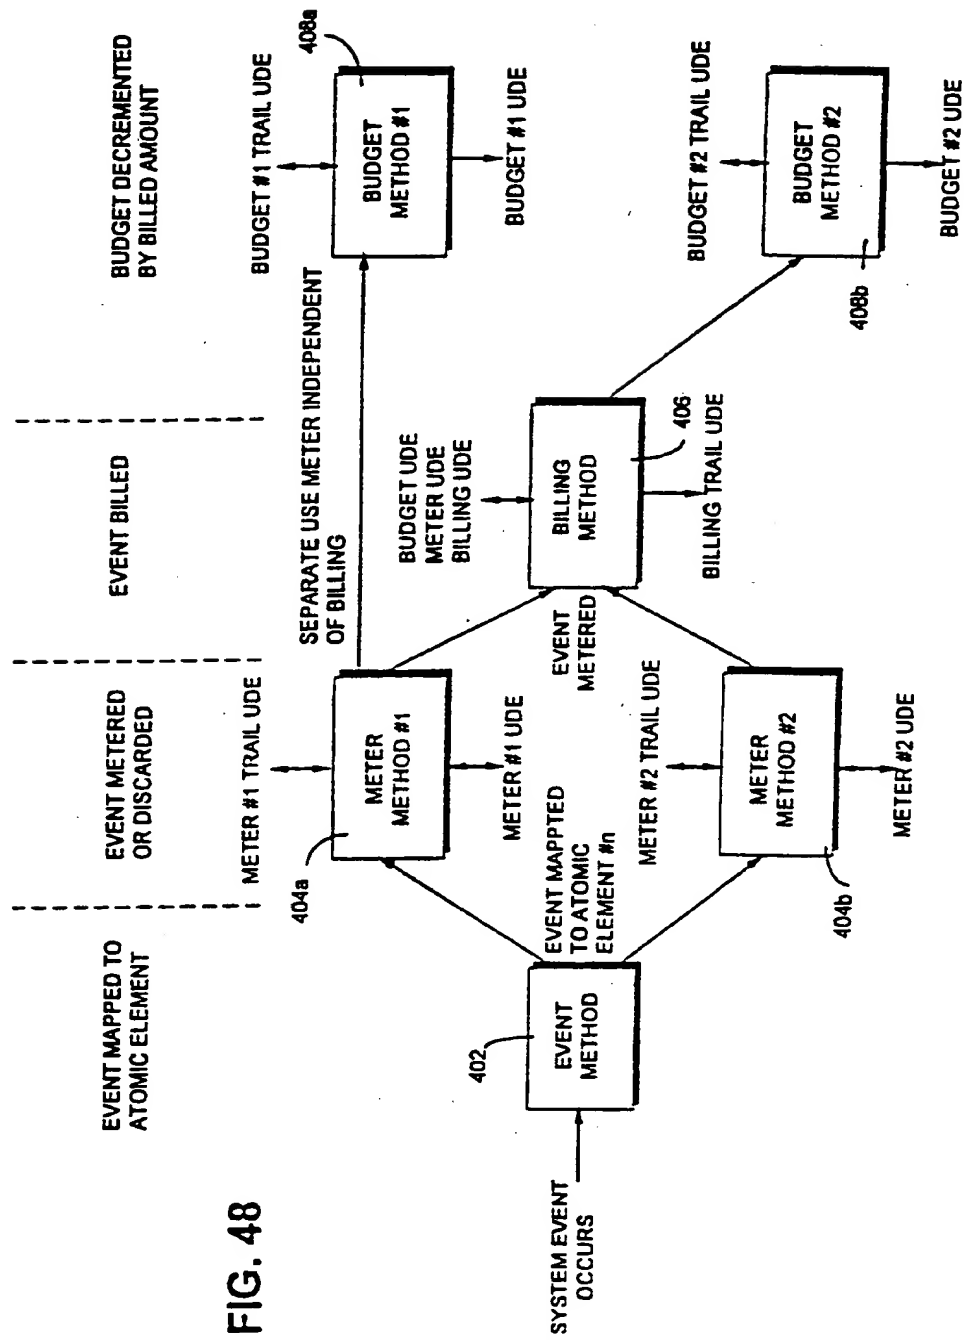 FIG. 48
EVENT MAPPED TO
ATOMIC ELEMENT
EVENT METERED
OR DISCARDED
EVENT BILLED
BUDGET DECREMENTED
BY BILLED AMOUNT
SYSTEM EVENT
OCCURS
402
EVENT
METHOD
EVENT MAPPTED
TO ATOMIC
ELEMENT #n
METER #1 TRAIL UDE
404a
METER
METHOD #1
METER #1 UDE
METER #2 TRAIL UDE
METER
METHOD #2
404b
METER #2 UDE
SEPARATE USE METER INDEPENDENT
OF BILLING
EVENT
METERED
BUDGET UDE
METER UDE
BILLING UDE
BILLING
METHOD
406
BILLING TRAIL UDE
BUDGET #1 TRAIL UDE
408a
BUDGET
METHOD #1
BUDGET #1 UDE
BUDGET #2 TRAIL UDE
BUDGET
METHOD #2
408b
BUDGET #2 UDE